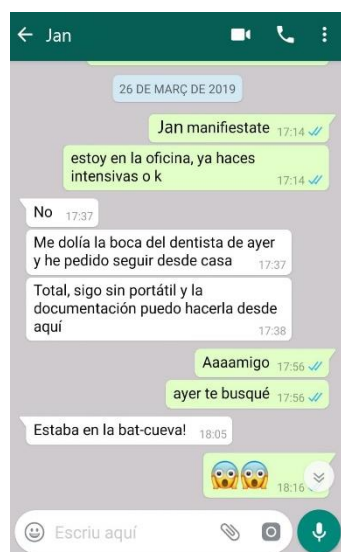 Jan
26 DE MARÇ DE 2019
Jan manifiestate 17:14
estoy en la oficina, ya haces
intensivas o k 17:14
No 17:37
Me dolía la boca del dentista de ayer
y he pedido seguir desde casa 17:37
Total, sigo sin portátil y la
documentación puedo hacerla desde
aquí 17:38
Aaaamigo 17:56
ayer te busqué 17:56
Estaba en la bat-cueva! 18:05
😱😱 18:16
Escriu aquí